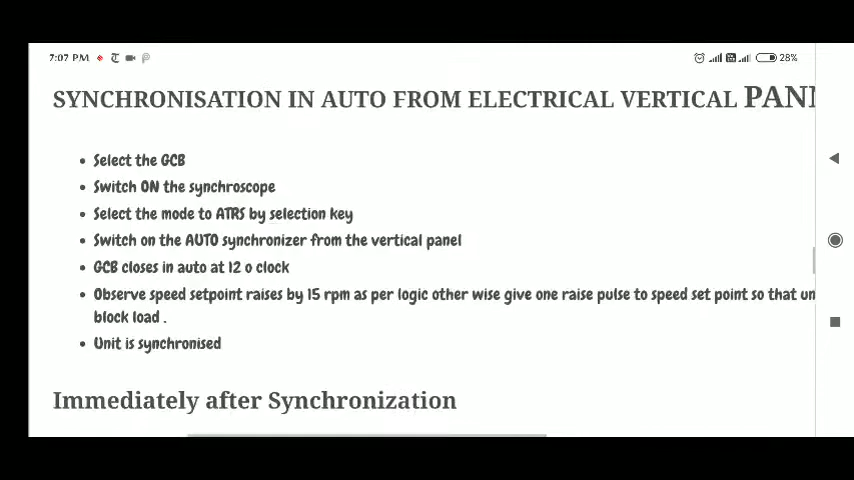 7:07 PM
28%
SYNCHRONISATION IN AUTO FROM ELECTRICAL VERTICAL
• Select the GCB
• Switch ON the synchroscope
• Select the mode to ATRS by selection key
• Switch on the AUTO synchronizer from the vertical panel
• GCB closes in auto at 12 o clock
• Observe speed setpoint raises by 15 rpm as per logic other wise give one raise pulse to speed set point so that
block load .
• Unit is synchronised
Immediately after Synchronization